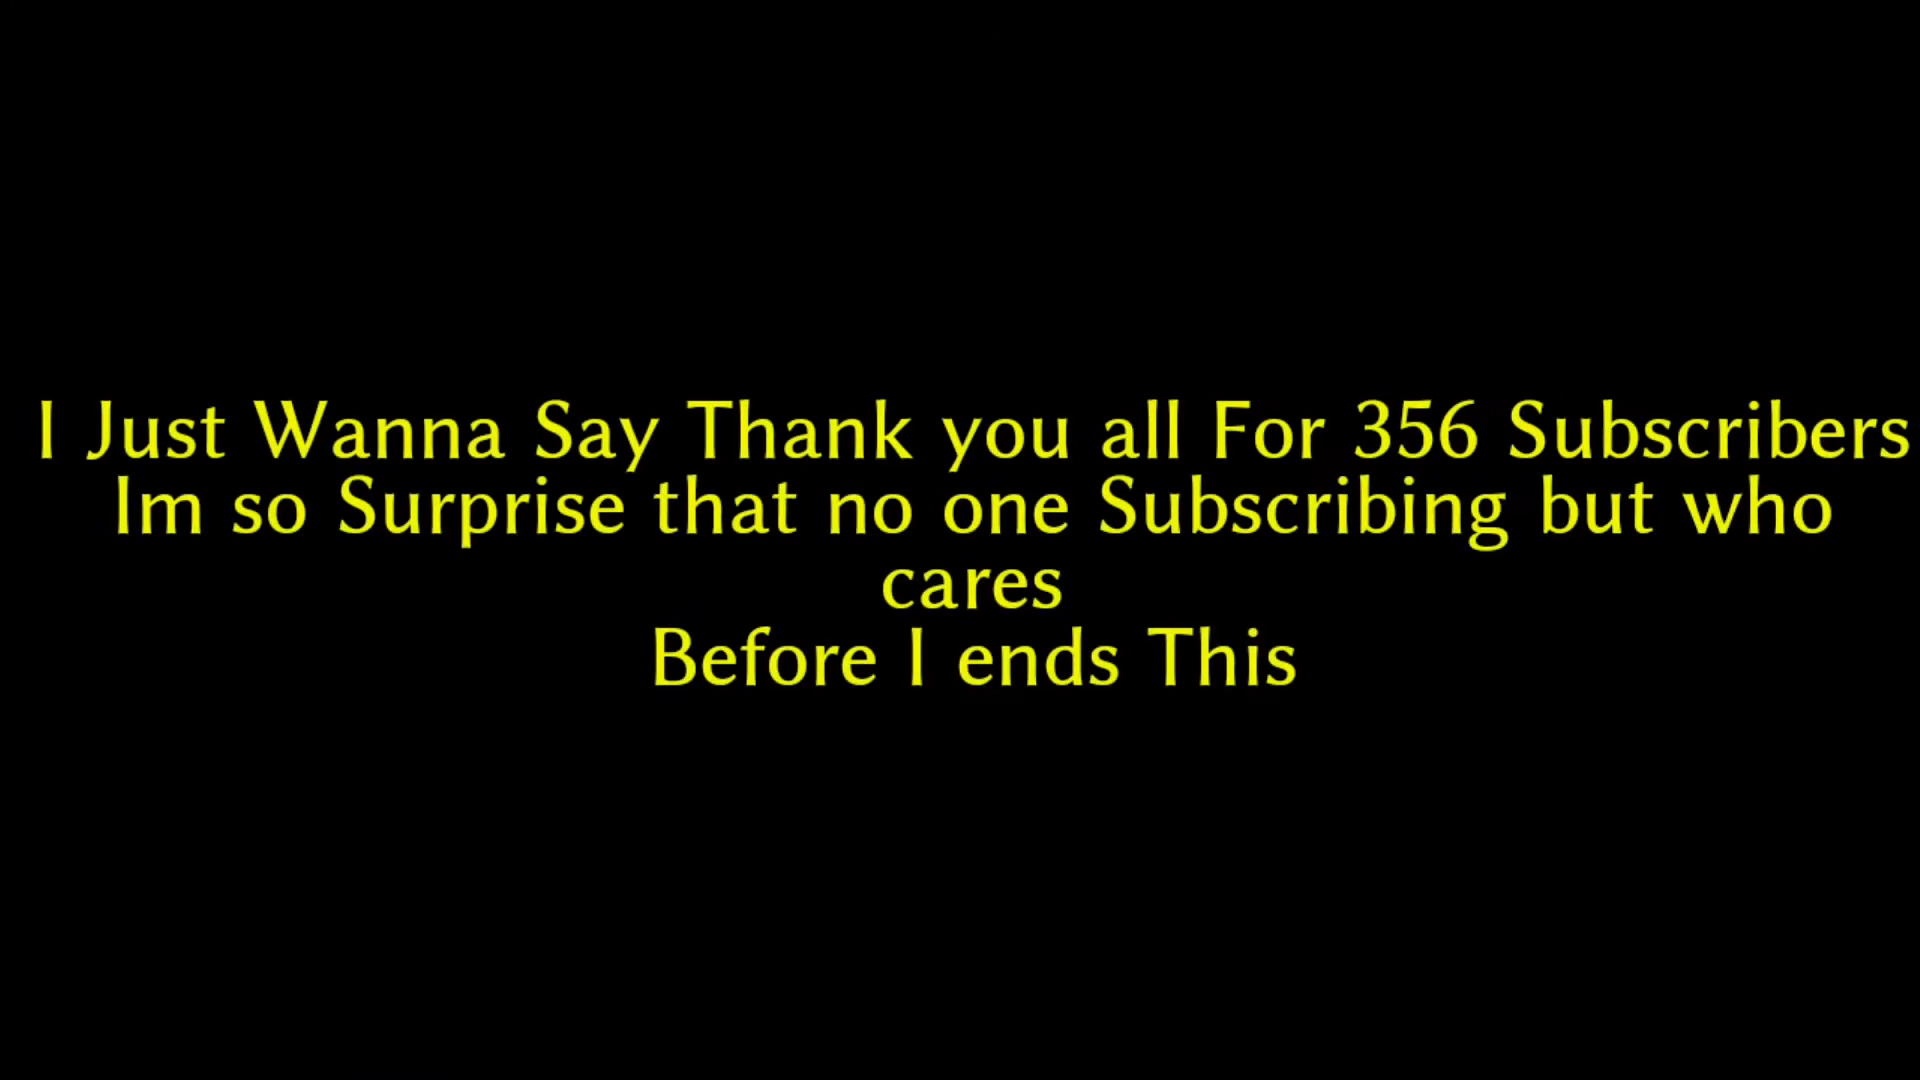 I Just Wanna Say Thank you all For 356 Subscribers
Im so Surprise that no one Subscribing but who
cares
Before I ends This